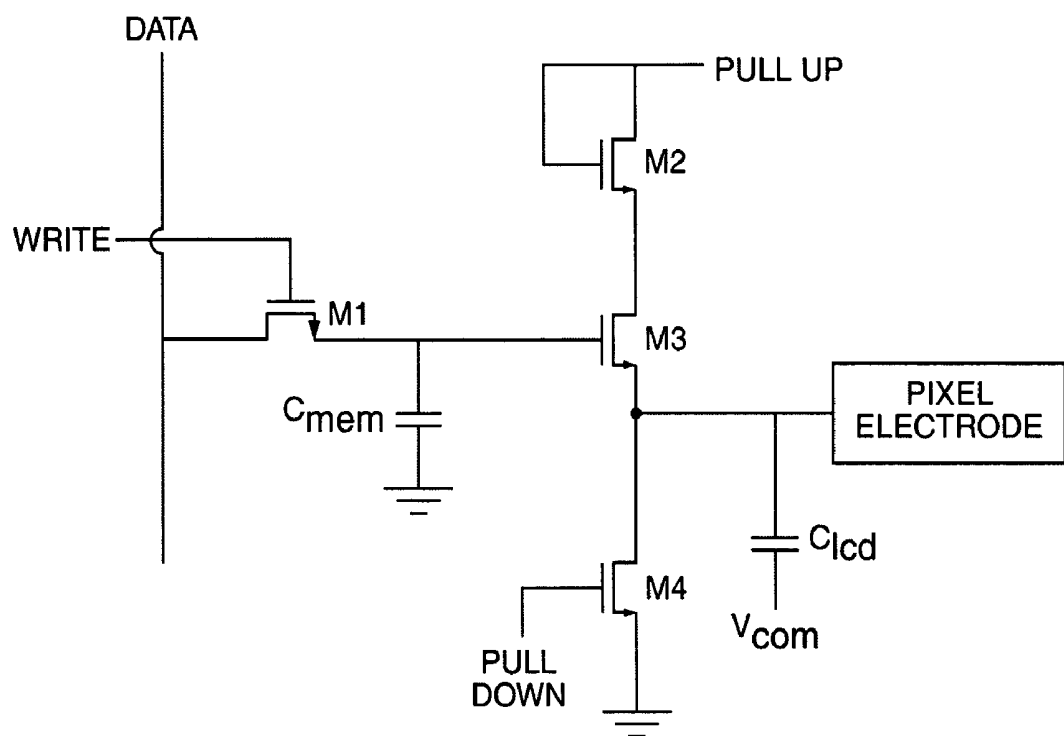 DATA
PULL UP
M2
WRITE
M1
M3
Cmem
PIXEL
ELECTRODE
Clcd
M4
Vcom
PULL
DOWN